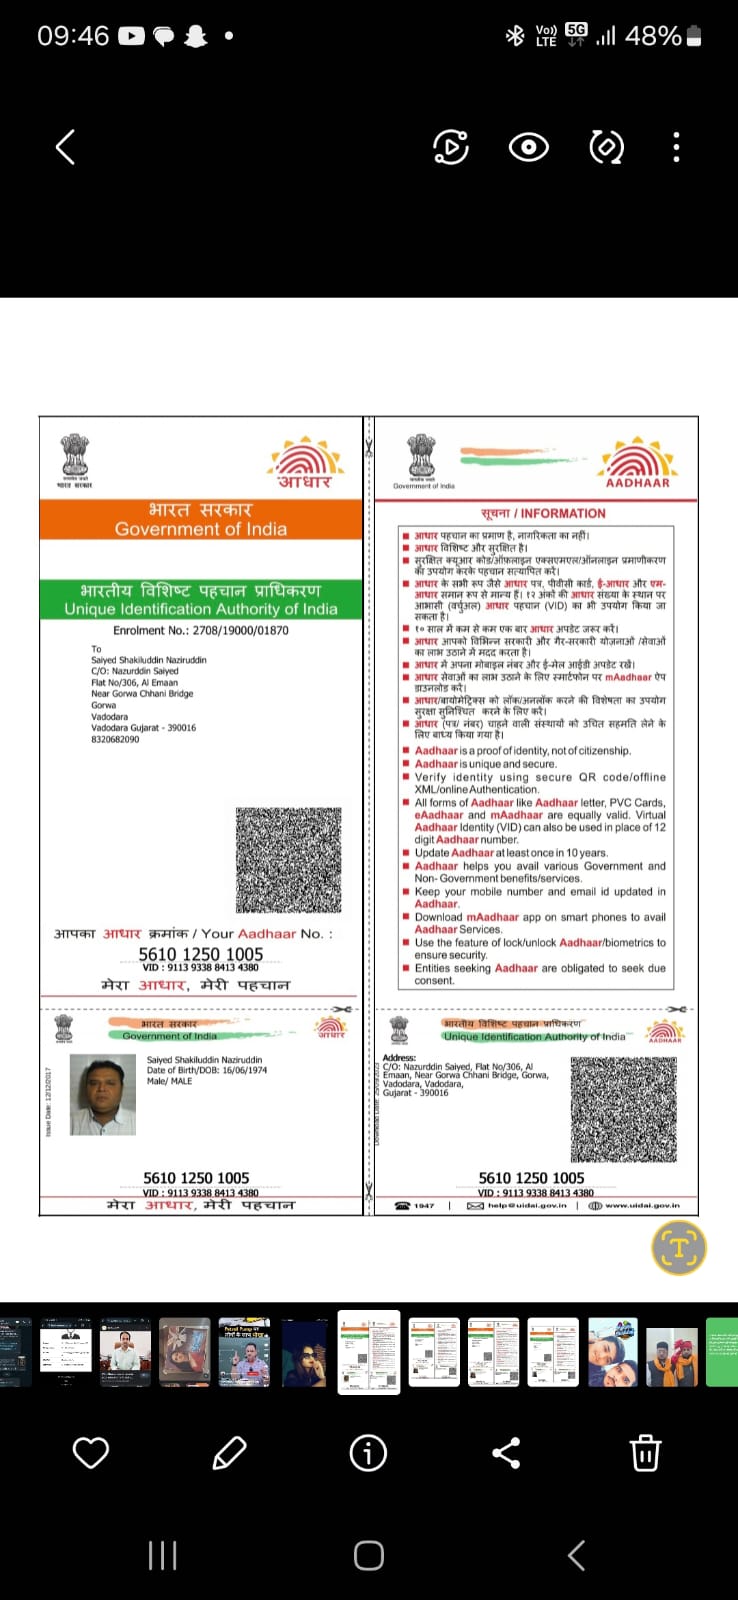 09:46
Vo)) LTE 5G 48%
भारत सरकार
आधार
भारत सरकार
Government of India
भारतीय विशिष्ट पहचान प्राधिकरण
Unique Identification Authority of India
Enrolment No.: 2708/19000/01870
To
Saiyed Shakiluddin Naziruddin
C/O: Nazurddin Saiyed
Flat No/306, Al Emaan
Near Gorwa Chhani Bridge
Gorwa
Vadodara
Vadodara Gujarat - 390016
8320682090
आपका आधार क्रमांक / Your Aadhaar No. :
5610 1250 1005
VID : 9113 9338 8413 4380
मेरा आधार, मेरी पहचान
Government of India
AADHAAR
सूचना / INFORMATION
आधार पहचान का प्रमाण है, नागरिकता का नहीं।
आधार विशिष्ट और सुरक्षित है।
सुरक्षित क्यूआर कोड/ऑफ़लाइन एक्सएमएल/ऑनलाइन प्रमाणीकरण
का उपयोग करके पहचान सत्यापित करें।
आधार के सभी रूप जैसे आधार पत्र, पीवीसी कार्ड, ई-आधार और एम-
आधार समान रूप से मान्य हैं। १२ अंकों की आधार संख्या के स्थान पर
आभासी (वर्चुअल) आधार पहचान (VID) का भी उपयोग किया जा
सकता है।
१० साल में कम से कम एक बार आधार अपडेट जरूर करें।
आधार आपको विभिन्न सरकारी और गैर-सरकारी योजनाओं /सेवाओं
का लाभ उठाने में मदद करता है।
आधार में अपना मोबाइल नंबर और ई-मेल आईडी अपडेट रखें।
आधार सेवाओं का लाभ उठाने के लिए स्मार्टफोन पर mAadhaar ऐप
डाउनलोड करें।
आधार/बायोमेट्रिक्स को लॉक/अनलॉक करने की विशेषता का उपयोग
सुरक्षा सुनिश्चित करने के लिए करें।
आधार (पत्र/ नंबर) चाहने वाली संस्थायों को उचित सहमति लेने के
लिए बाध्य किया गया है।
Aadhaar is a proof of identity, not of citizenship.
Aadhaar is unique and secure.
Verify identity using secure QR code/offline
XML/online Authentication.
All forms of Aadhaar like Aadhaar letter, PVC Cards,
eAadhaar and mAadhaar are equally valid. Virtual
Aadhaar Identity (VID) can also be used in place of 12
digit Aadhaar number.
Update Aadhaar at least once in 10 years.
Aadhaar helps you avail various Government and
Non- Government benefits/services.
Keep your mobile number and email id updated in
Aadhaar.
Download mAadhaar app on smart phones to avail
Aadhaar Services.
Use the feature of lock/unlock Aadhaar/biometrics to
ensure security.
Entities seeking Aadhaar are obligated to seek due
consent.
भारत सरकार
Government of India
आधार
Issue Date: 12/12/2017
Saiyed Shakiluddin Naziruddin
Date of Birth/DOB: 16/06/1974
Male/ MALE
5610 1250 1005
VID : 9113 9338 8413 4380
मेरा आधार, मेरी पहचान
भारतीय विशिष्ट पहचान प्राधिकरण
Unique Identification Authority of India
AADHAAR
Download Date:
Address:
C/O: Nazurddin Saiyed, Flat No/306, Al
Emaan, Near Gorwa Chhani Bridge, Gorwa,
Vadodara, Vadodara,
Gujarat - 390016
5610 1250 1005
VID : 9113 9338 8413 4380
1947 | help@uidai.gov.in | www.uidai.gov.in
T